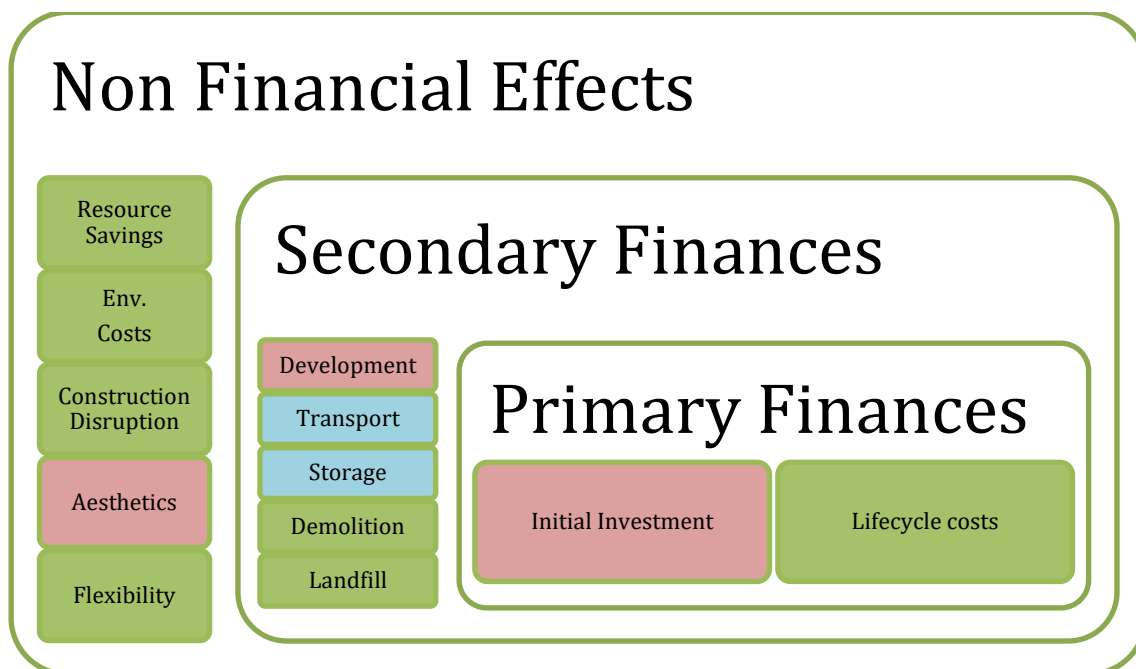 Non Financial Effects
Resource
Savings
Env.
Costs
Construction
Disruption
Aesthetics
Flexibility
Secondary Finances
Development
Transport
Storage
Demolition
Landfill
Primary Finances
Initial Investment
Lifecycle costs